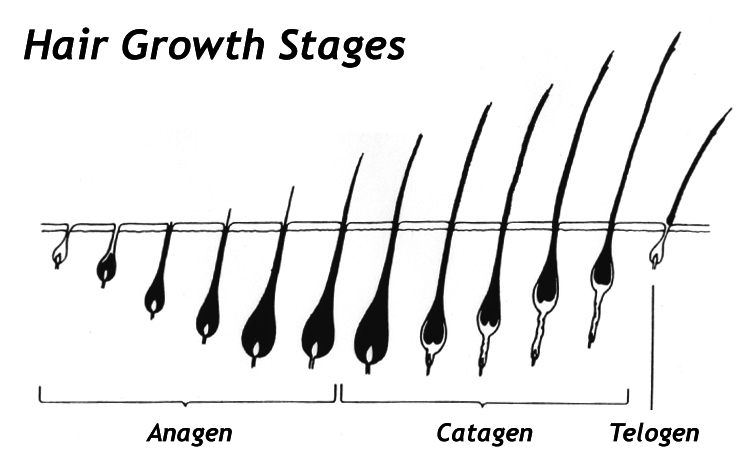 Hair Growth Stages
Anagen
Catagen
Telogen